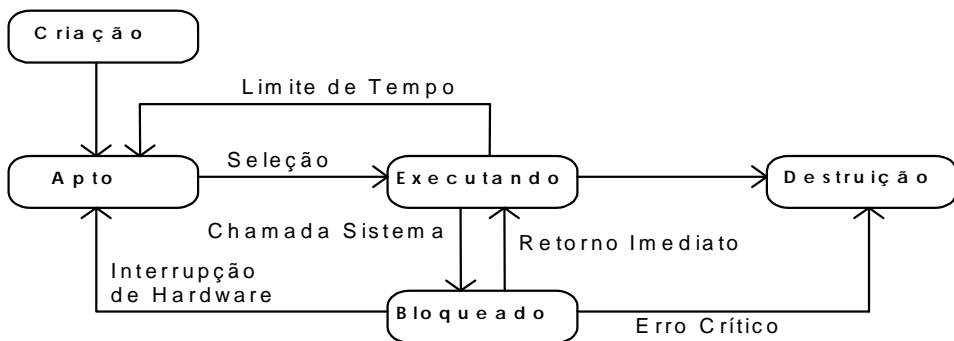 Criação
Limite de Tempo
Seleção
Apto
Executando
Destruição
Chamada Sistema
Retorno Imediato
Interrupção
de Hardware
Bloqueado
Erro Crítico